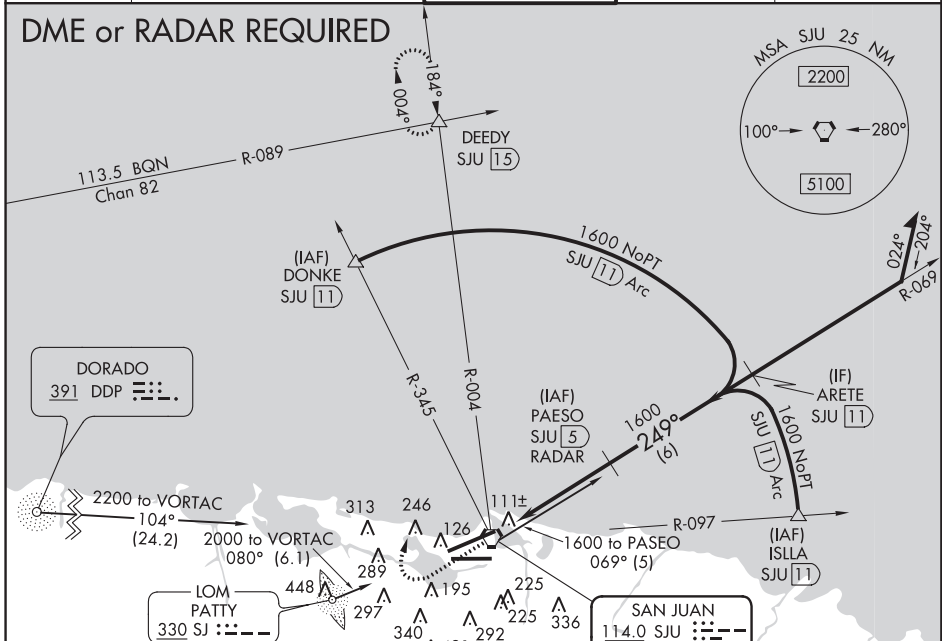 DME or RADAR REQUIRED
MSA SJU 25 NM
2200
100°
280°
5100
184°
004°
DEEDY
SJU 15
113.5 BQN
Chan 82
R-089
(IAF)
DONKE
SJU 11
1600 NoPT
SJU 11 Arc
024°
204°
R-069
DORADO
391 DDP
R-345
R-004
(IAF)
PAESO
SJU 5
RADAR
1600
249°
(6)
(IF)
ARETE
SJU 11
1600 NoPT
SJU 11 Arc
2200 to VORTAC
104°
(24.2)
2000 to VORTAC
080° (6.1)
313
246
126
111±
289
R-097
1600 to PASEO
069° (5)
(IAF)
ISLLA
SJU 11
448
297
195
225
225
336
340
292
LOM
PATTY
330 SJ
SAN JUAN
114.0 SJU